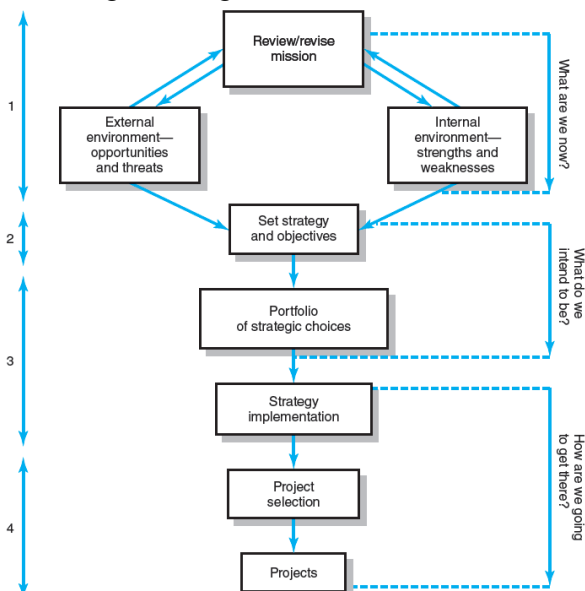 Review/revise
mission
1
External
environment—
opportunities
and threats
Internal
environment—
strengths and
weaknesses
What are we now?
2
Set strategy
and objectives
What do we
intend to be?
Portfolio
of strategic choices
3
Strategy
implementation
How are we going
to get there?
Project
selection
4
Projects